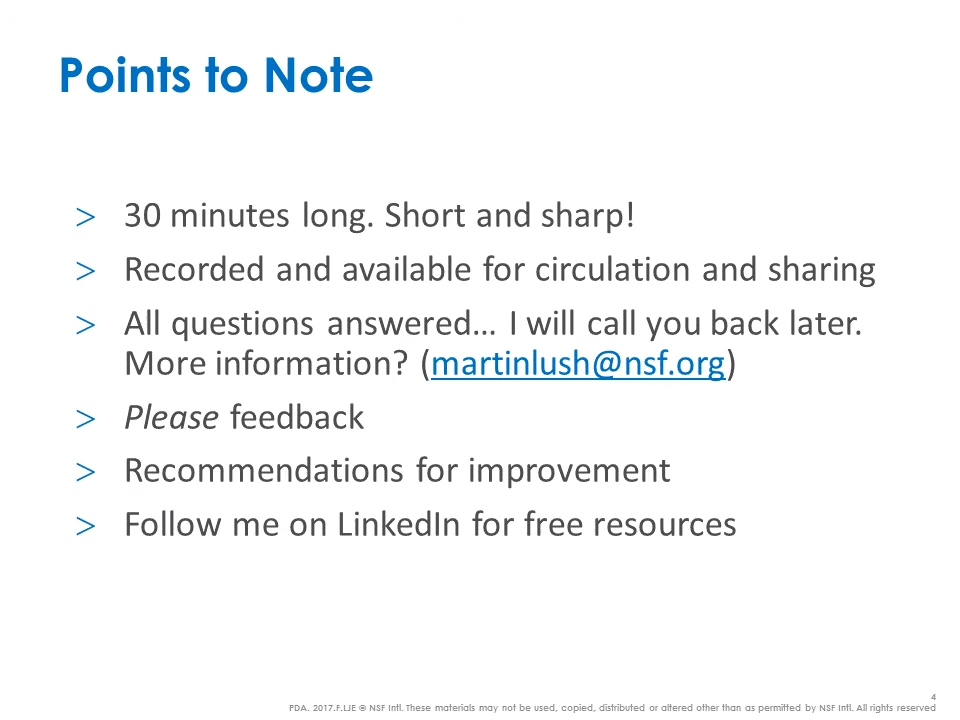 Points to Note
> 30 minutes long. Short and sharp!
> Recorded and available for circulation and sharing
> All questions answered… I will call you back later.
More information? (martinlush@nsf.org)
> Please feedback
> Recommendations for improvement
> Follow me on LinkedIn for free resources
4
PDA. 2017.F.LJE ® NSF Intl. These materials may not be used, copied, distributed or altered other than as permitted by NSF Intl. All rights reserved